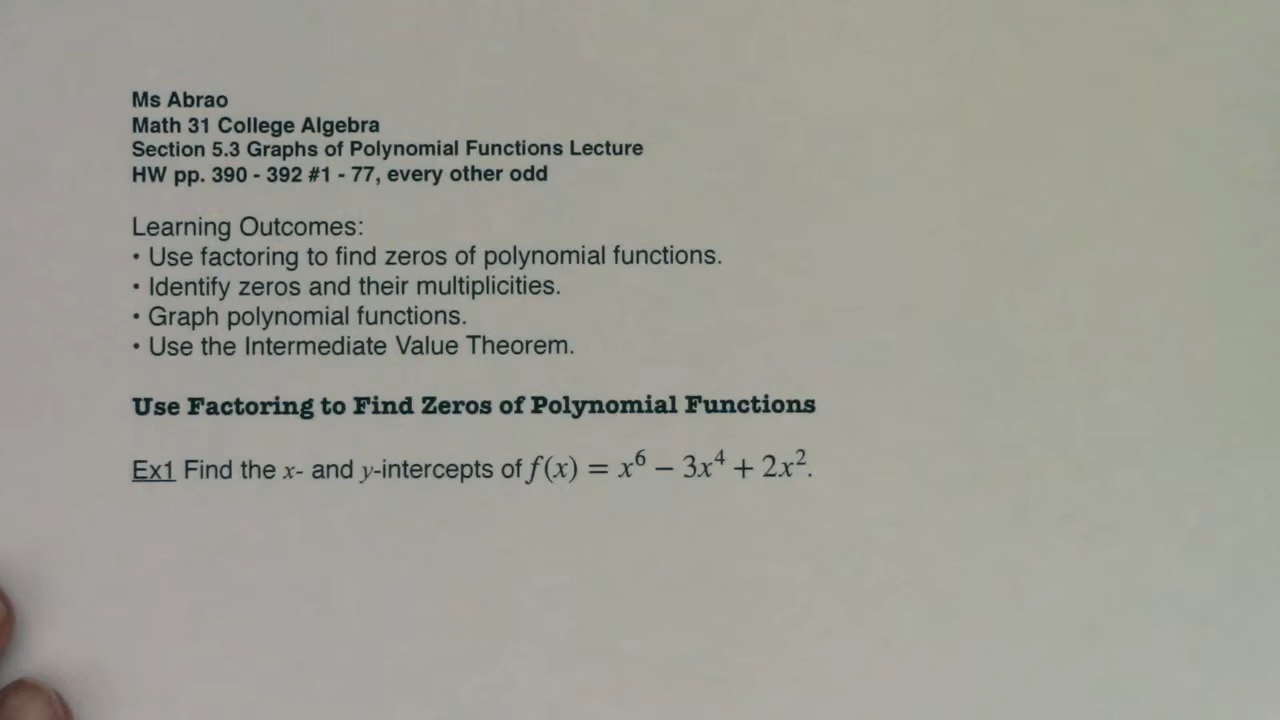 Ms Abrao
Math 31 College Algebra
Section 5.3 Graphs of Polynomial Functions Lecture
HW pp. 390 - 392 #1 - 77, every other odd
Learning Outcomes:
• Use factoring to find zeros of polynomial functions.
• Identify zeros and their multiplicities.
• Graph polynomial functions.
• Use the Intermediate Value Theorem.
Use Factoring to Find Zeros of Polynomial Functions
Ex1 Find the x- and y-intercepts of f(x) = x⁶ − 3x⁴ + 2x².